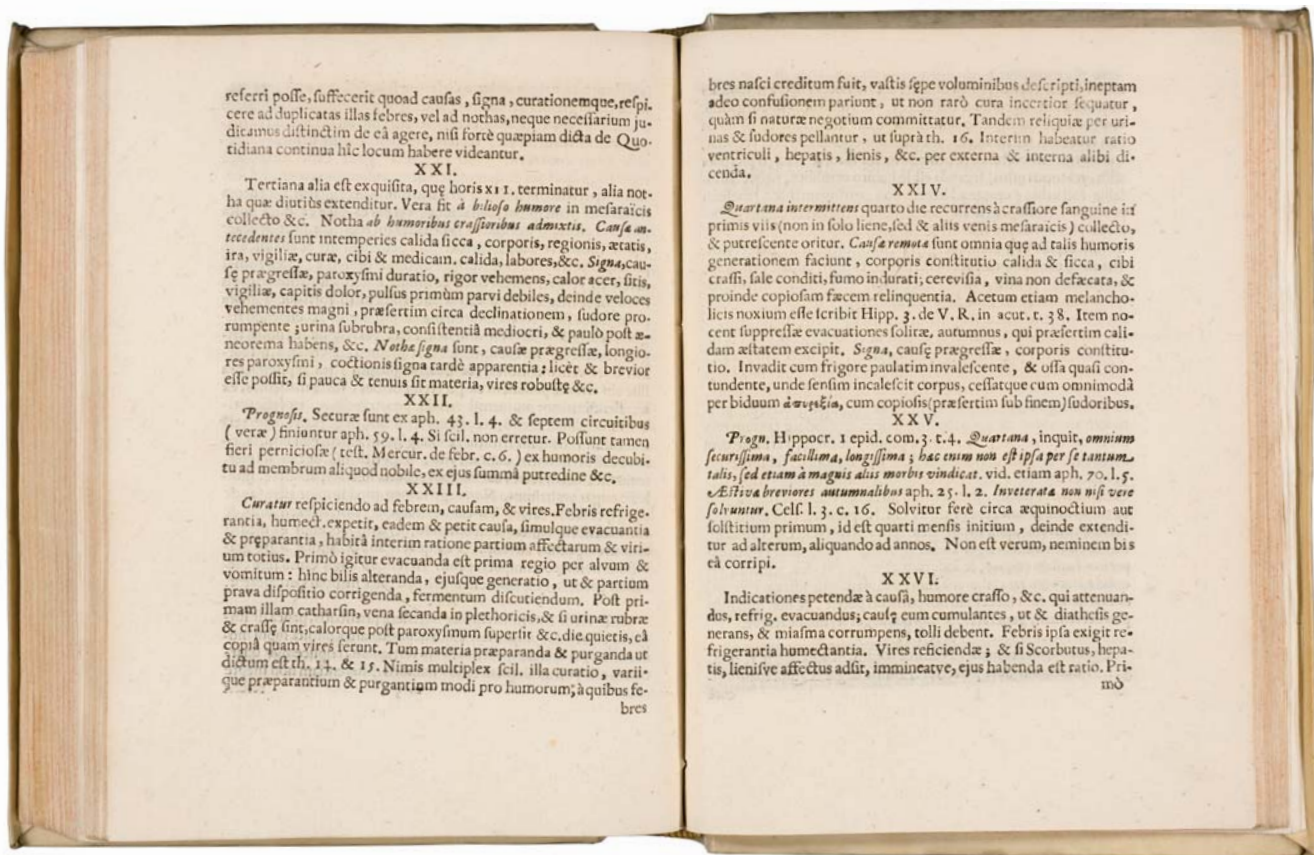 referri posse, suffecerit quoad causas, signa, curationemque, respi-
cere ad duplicatas illas febres, vel ad nothas, neque necessarium ju-
dicamus distinctim de eâ agere, nisi fortè quæpiam dicta de Quo-
tidiana continua hîc locum habere videantur.
XXI.
Tertiana alia est exquisita, quę horis XII. terminatur, alia not-
ha quæ diutiùs extenditur. Vera fit à bilioso humore in mesaraïcis
collecto &c. Notha ab humoribus crassioribus admixtis. Causæ an-
tecedentes sunt intemperies calida sicca, corporis, regionis, ætatis,
ira, vigiliæ, curæ, cibi & medicam. calida, labores, &c. Signa, cau-
sę prægressæ, paroxysmi duratio, rigor vehemens, calor acer, sitis,
vigiliæ, capitis dolor, pulsus primùm parvi debiles, deinde veloces
vehementes magni, præsertim circa declinationem, sudore pro-
rumpente; urina subrubra, consistentiâ mediocri, & paulò post æ-
neorema habens, &c. Nothæ signa sunt, causæ prægressæ, longio-
res paroxysmi, coctionis signa tardè apparentia; licèt & brevior
esse possit, si pauca & tenuis sit materia, vires robustę &c.
XXII.
Prognosis. Securæ sunt ex aph. 43. l. 4. & septem circuitibus
(veræ) finiuntur aph. 59. l. 4. Si scil. non erretur. Possunt tamen
fieri perniciosæ (test. Mercur. de febr. c. 6.) ex humoris decubi-
tu ad membrum aliquod nobile, ex ejus summâ putredine &c.
XXIII.
Curatur respiciendo ad febrem, causam, & vires. Febris refrige-
rantia, humect. expetit, eadem & petit causa, simulque evacuantia
& pręparantia, habitâ interim ratione partium affectarum & viri-
um totius. Primò igitur evacuanda est prima regio per alvum &
vomitum: hinc bilis alteranda, ejusque generatio, ut & partium
prava dispositio corrigenda, fermentum discutiendum. Post pri-
mam illam catharsin, vena secanda in plethoricis, & si urinæ rubræ
& crassę sint, calorque post paroxysmum supersit &c. die quietis, eâ
copiâ quam vires ferunt. Tum materia præparanda & purganda ut
dictum est th. 14. & 15. Nimis multiplex scil. illa curatio, varii-
que præparantium & purgantium modi pro humorum, à quibus fe-
bres
bres nasci creditum fuit, vastis sępe voluminibus descripti, ineptam
adeo confusionem pariunt, ut non rarò cura incertior sequatur,
quàm si naturæ negotium committatur. Tandem reliquiæ per uri-
nas & sudores pellantur, ut suprà th. 16. Interim habeatur ratio
ventriculi, hepatis, lienis, &c. per externa & interna alibi di-
cenda.
XXIV.
Quartana intermittens quarto die recurrens à crassiore sanguine in
primis viis (non in solo liene, sed & aliis venis mesaraicis) collecto,
& putrescente oritur. Causæ remotæ sunt omnia quę ad talis humoris
generationem faciunt, corporis constitutio calida & sicca, cibi
crassi, sale conditi, fumo indurati; cerevisia, vina non defæcata, &
proinde copiosam fæcem relinquentia. Acetum etiam melancho-
licis noxium esse scribit Hipp. 3. de V. R. in acut. t. 38. Item no-
cent suppressæ evacuationes solitæ, autumnus, qui præsertim cali-
dam æstatem excipit. Signa, causę prægressæ, corporis constitu-
tio. Invadit cum frigore paulatim invalescente, & ossa quasi con-
tundente, unde sensim incalescit corpus, cessatque cum omnimodâ
per biduum ἀπυρεξία, cum copiosis (præsertim sub finem) sudoribus.
XXV.
Progn. Hippocr. 1 epid. com. 3. t. 4. Quartana, inquit, omnium
securissima, facillima, longissima; hæc enim non est ipsa per se tantum
talis, sed etiam à magnis aliis morbis vindicat. vid. etiam aph. 70. l. 5.
Æstivæ breviores autumnalibus aph. 25. l. 2. Inveteratæ non nisi vere
solvuntur. Cels. l. 3. c. 16. Solvitur ferè circa æquinoctium aut
solstitium primum, id est quarti mensis initium, deinde extendi-
tur ad alterum, aliquando ad annos. Non est verum, neminem bis
eâ corripi.
XXVI.
Indicationes petendæ à causâ, humore crasso, &c. qui attenuan-
dus, refrig. evacuandus; causę eum cumulantes, ut & diathesis ge-
nerans, & miasma corrumpens, tolli debent. Febris ipsa exigit re-
frigerantia humectantia. Vires reficiendæ; & si Scorbutus, hepa-
tis, lienisve affectus adsit, immineatve, ejus habenda est ratio. Pri-
mò